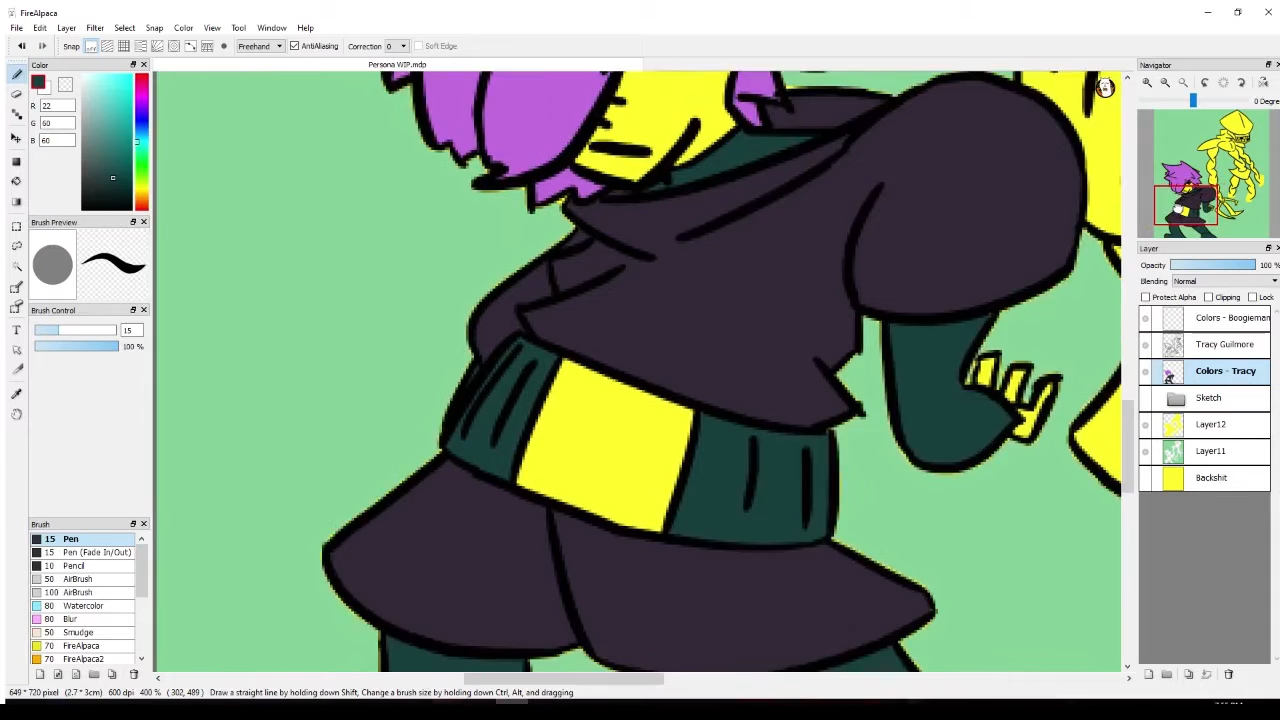 FireAlpaca
File Edit Layer Filter Select Snap Color View Tool Window Help
Snap Freehand AntiAliasing Correction 0 Soft Edge
Color Persona WIP.mdp Navigator
R 22
G 60
B 60
0 Degree
Brush Preview
Layer
Opacity 100 %
Blending Normal
Protect Alpha Clipping Lock
Brush Control
15
100 %
Colors - Boogieman
Tracy Guilmore
Colors - Tracy
Sketch
Layer12
Layer11
Backshit
Brush
15 Pen
15 Pen (Fade In/Out)
10 Pencil
50 AirBrush
100 AirBrush
80 Watercolor
80 Blur
50 Smudge
70 FireAlpaca
70 FireAlpaca2
649 * 720 pixel (2.7 * 3cm) 600 dpi 400 % (302, 489) Draw a straight line by holding down Shift, Change a brush size by holding down Ctrl, Alt, and dragging